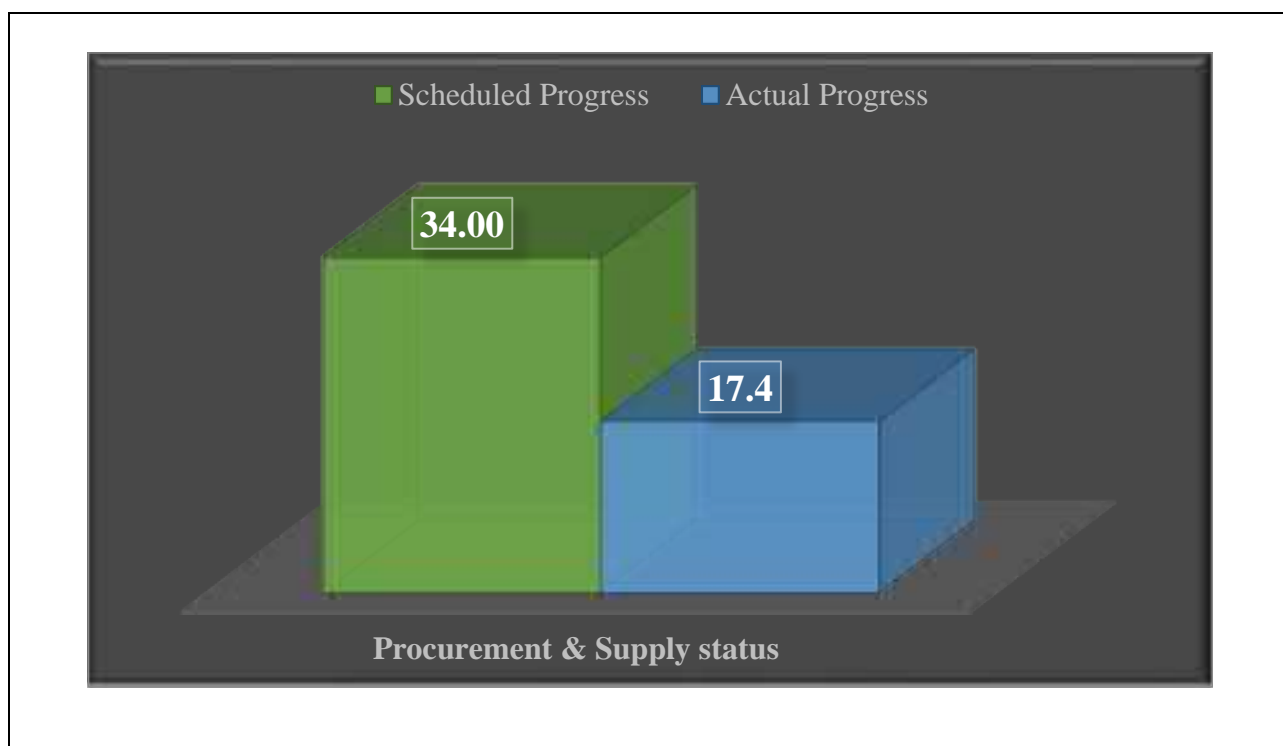 Scheduled Progress Actual Progress
34.00
17.4
Procurement & Supply status